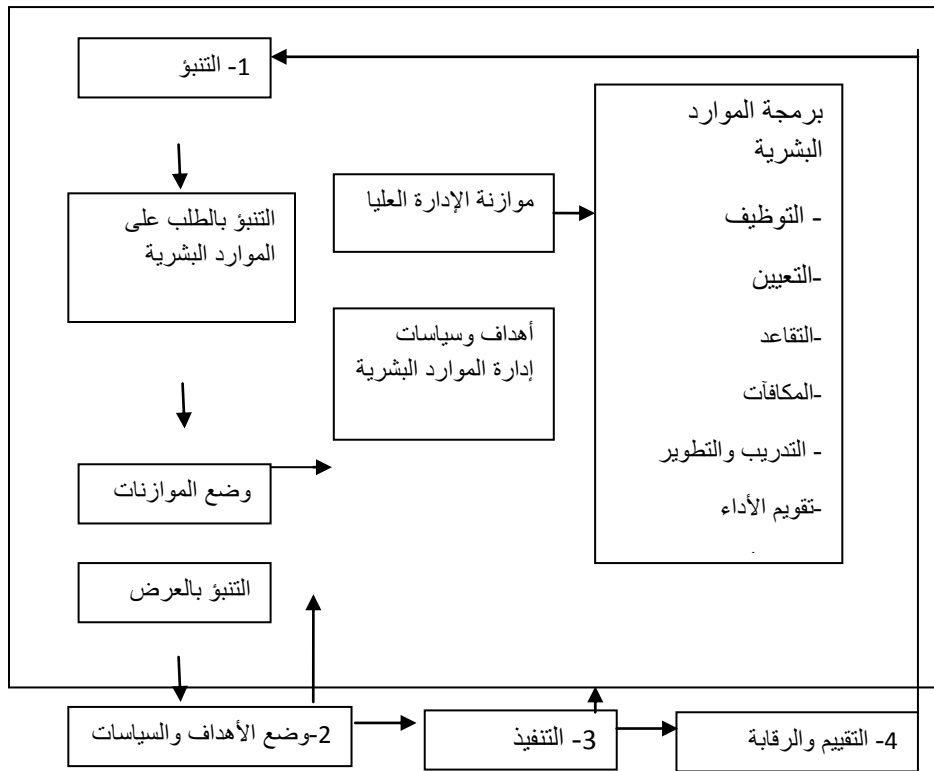 1- التنبؤ
برمجة الموارد
البشرية
- التوظيف
-التعيين
-التقاعد
-المكافآت
- التدريب والتطوير
-تقويم الأداء
.
موازنة الإدارة العليا
التنبؤ بالطلب على
الموارد البشرية
أهداف وسياسات
إدارة الموارد البشرية
وضع الموازنات
التنبؤ بالعرض
2-وضع الأهداف والسياسات
3- التنفيذ
4- التقييم والرقابة